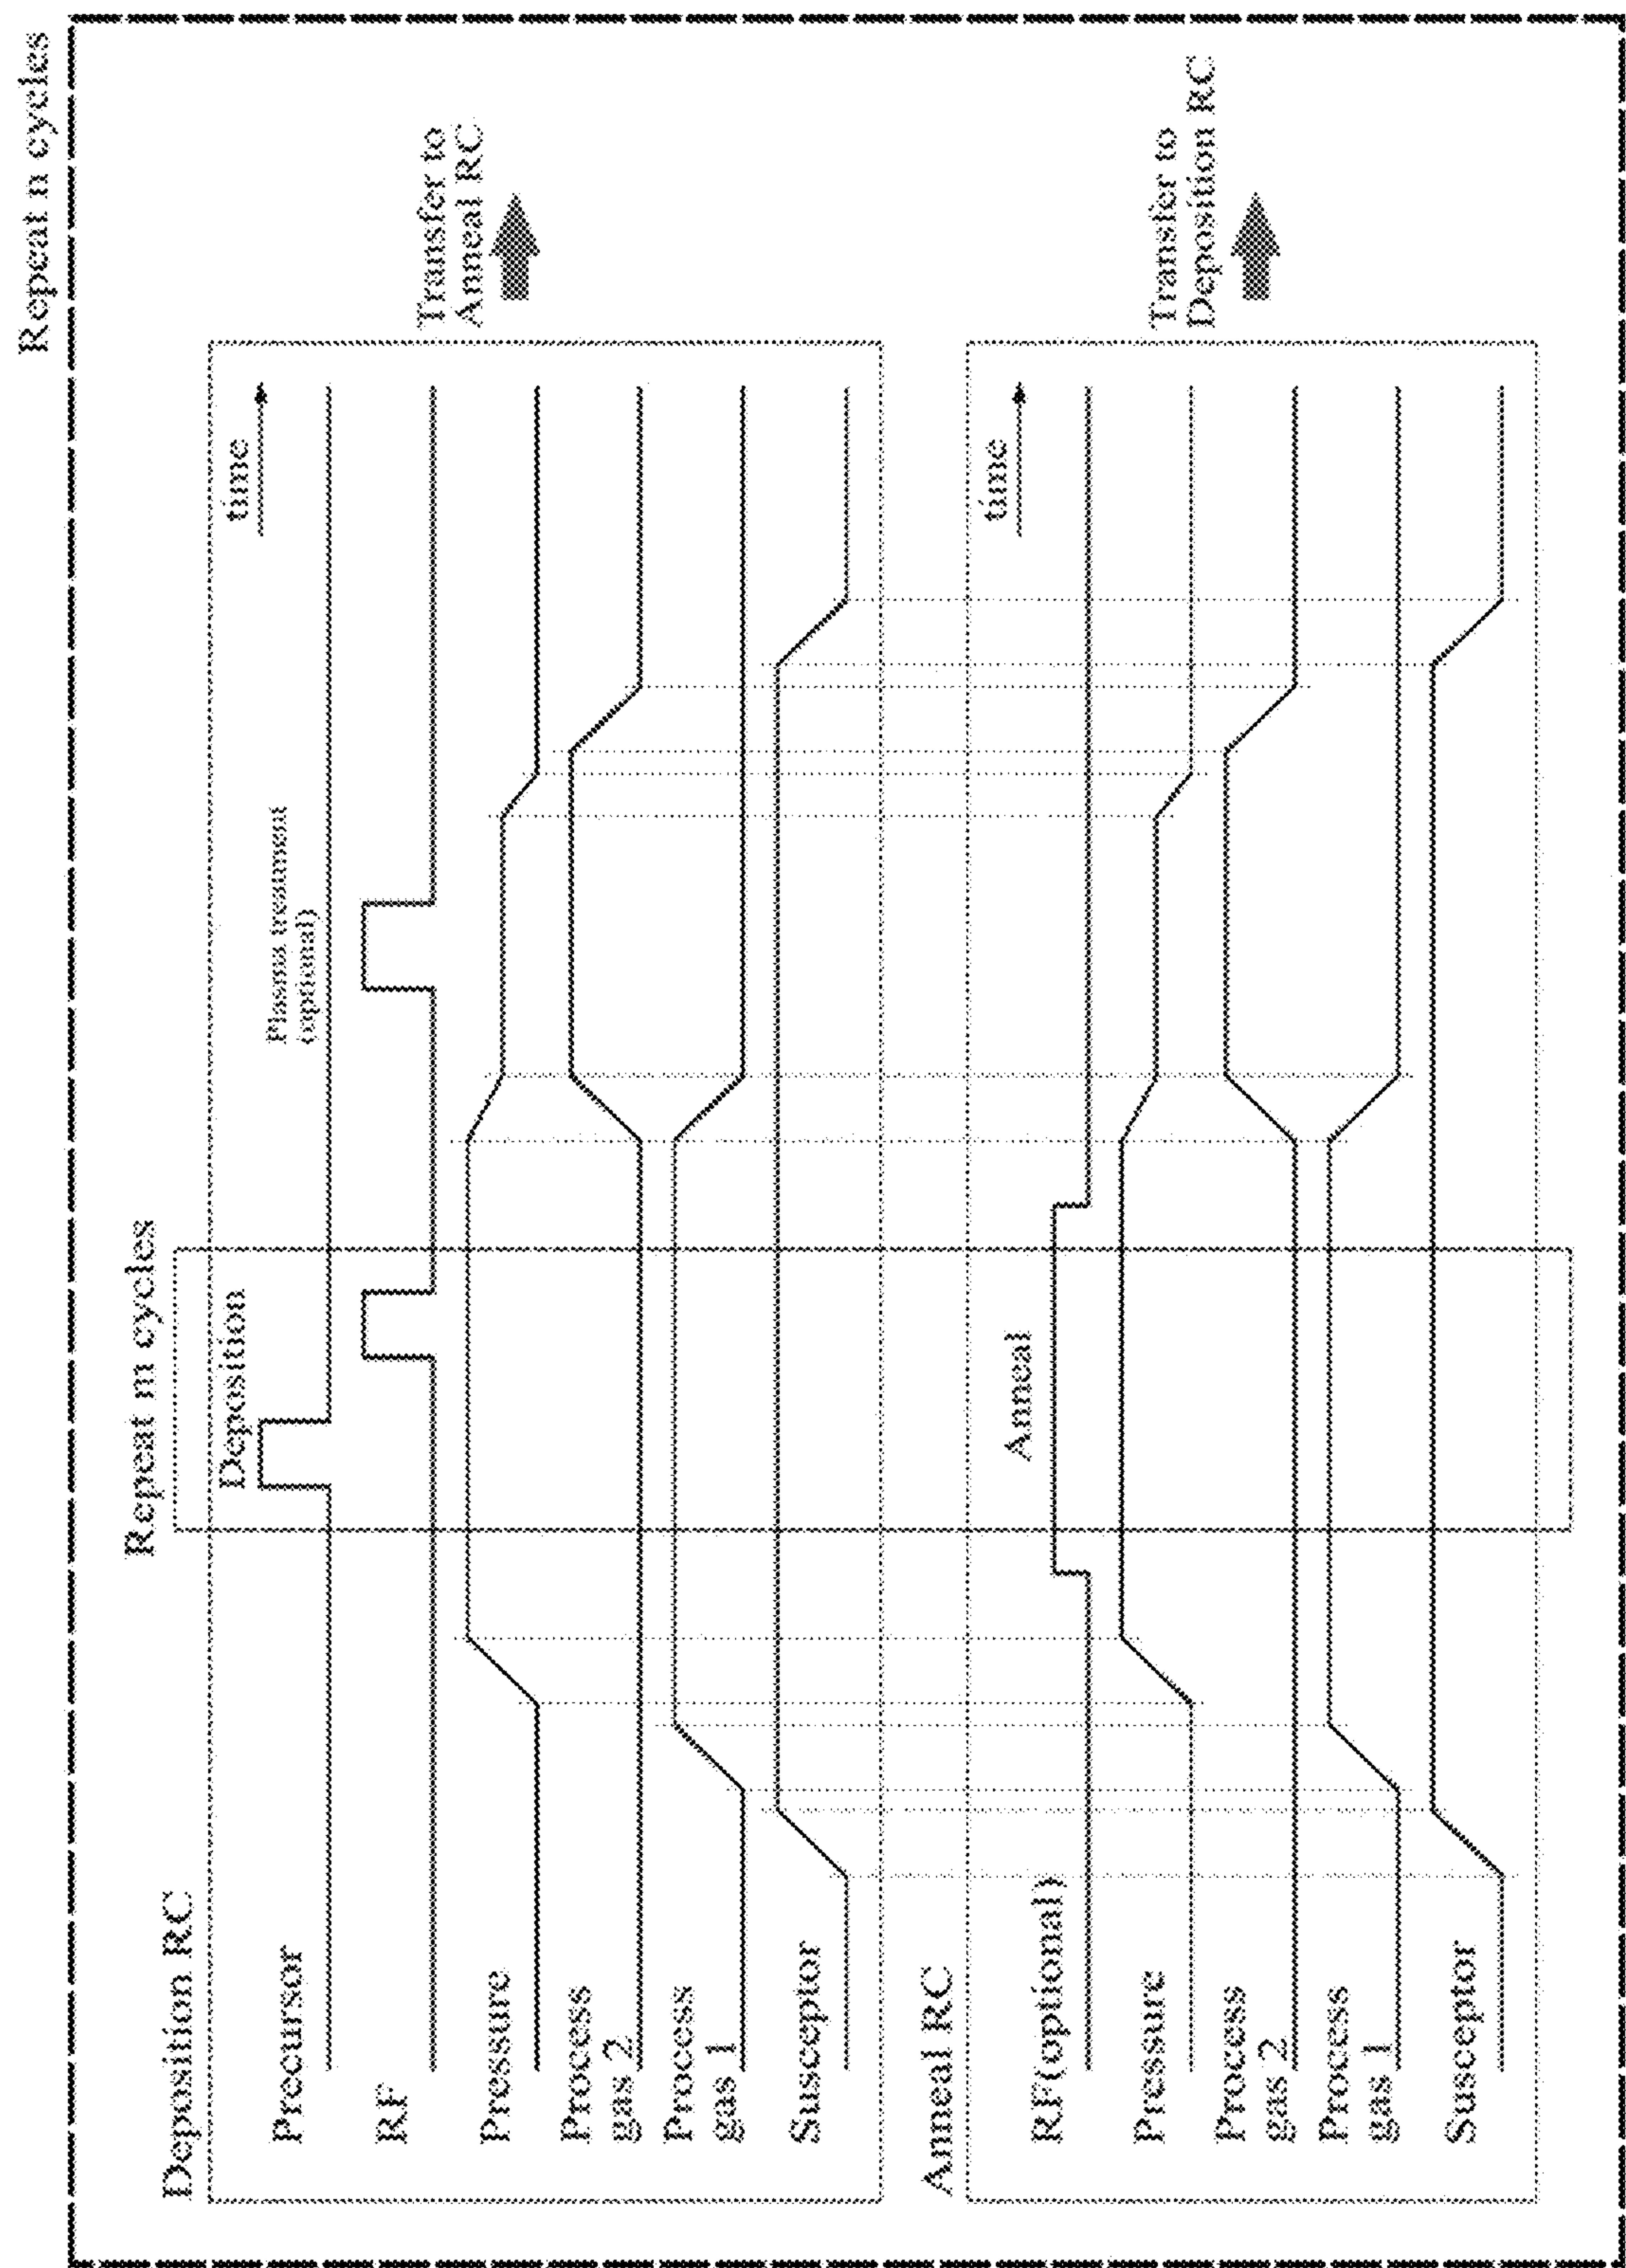 Repeat n cycles
Repeat m cycles
Deposition RC
time
Deposition
Plasma treatment
(optional)
Precursor
RF
Pressure
Process
gas 2
Process
gas 1
Susceptor
Transfer to
Anneal RC
Anneal RC
time
Anneal
RF(optional)
Pressure
Process
gas 2
Process
gas 1
Susceptor
Transfer to
Deposition RC